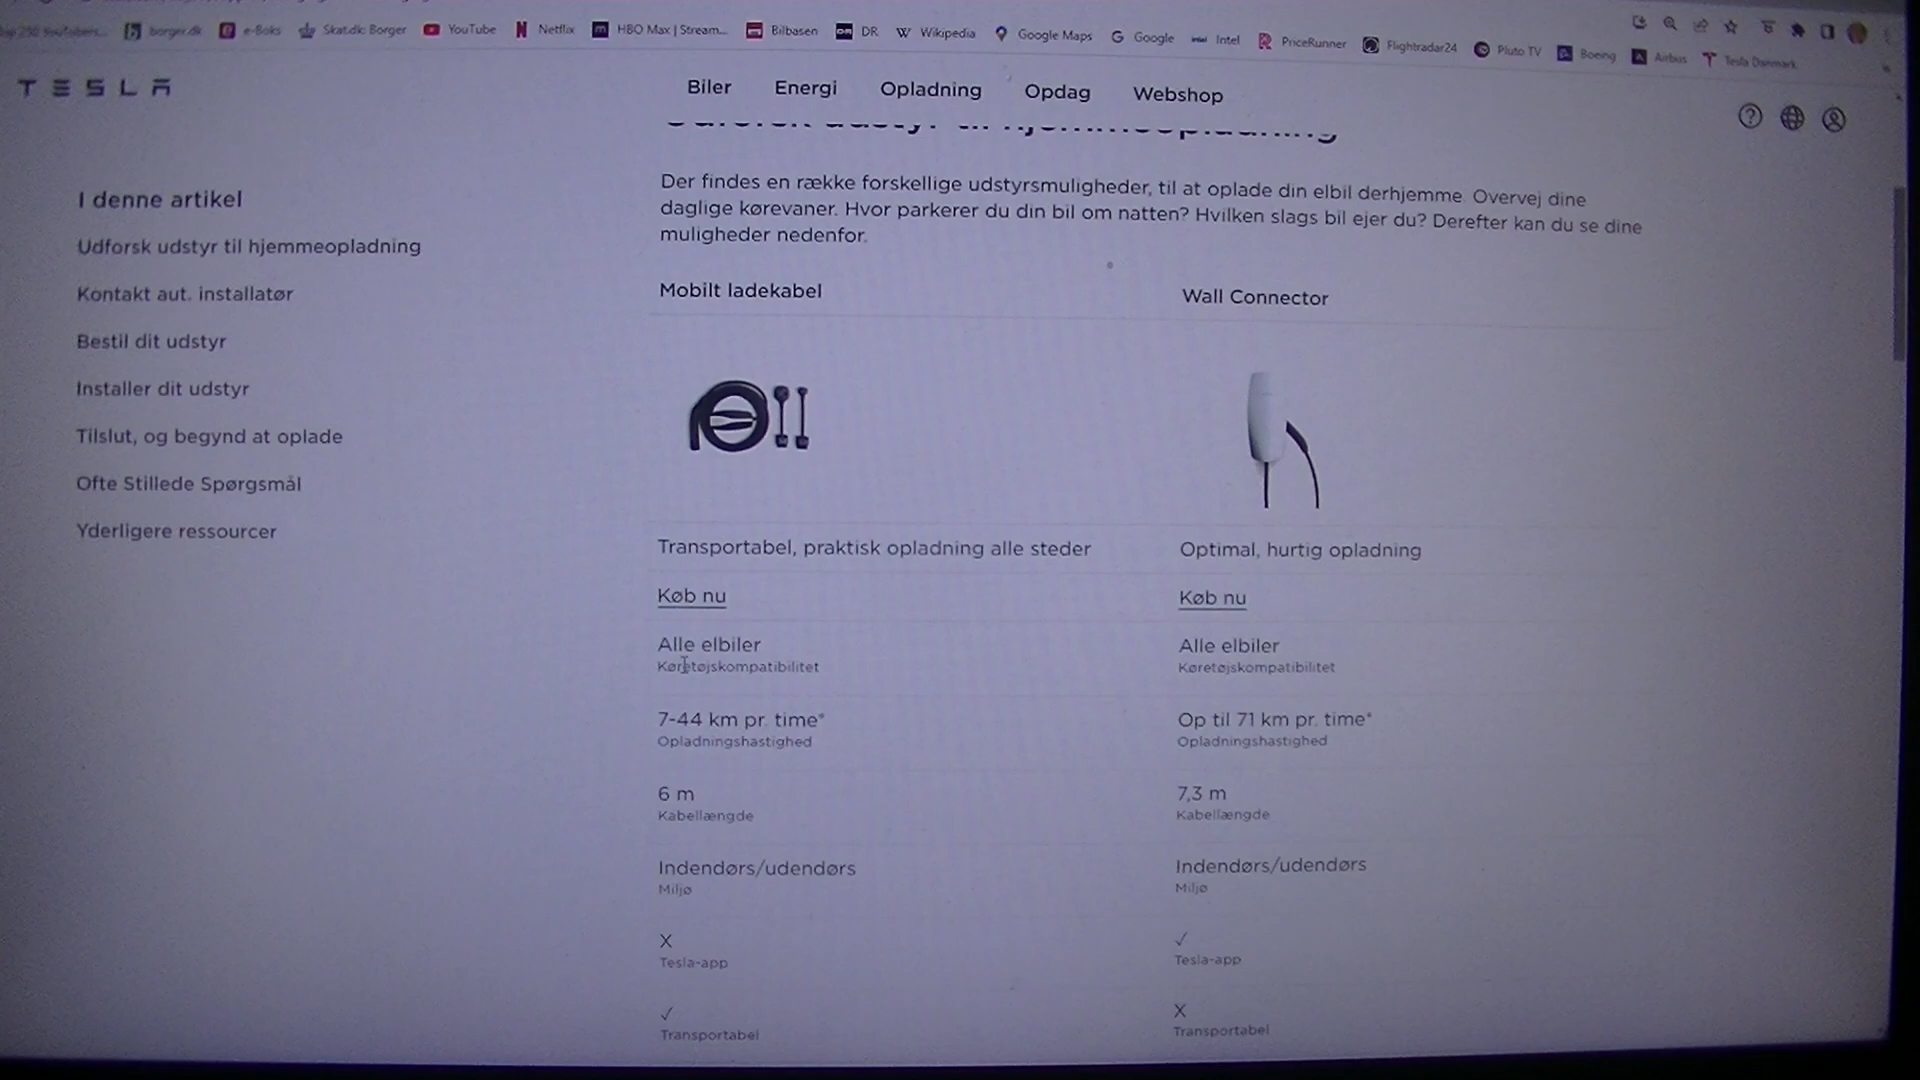 borger.dk e-Boks Skat.dk: Borger YouTube Netflix HBO Max | Stream... Bilbasen DR Wikipedia Google Maps Google Intel PriceRunner Flightradar24 Pluto TV Boeing Airbus Tesla Danmark
TESLA
Biler Energi Opladning Opdag Webshop
Udforsk udstyr til hjemmeopladning
I denne artikel
Udforsk udstyr til hjemmeopladning
Kontakt aut. installatør
Bestil dit udstyr
Installer dit udstyr
Tilslut, og begynd at oplade
Ofte Stillede Spørgsmål
Yderligere ressourcer
Der findes en række forskellige udstyrsmuligheder, til at oplade din elbil derhjemme. Overvej dine
daglige kørevaner. Hvor parkerer du din bil om natten? Hvilken slags bil ejer du? Derefter kan du se dine
muligheder nedenfor.
Mobilt ladekabel Wall Connector
Transportabel, praktisk opladning alle steder Optimal, hurtig opladning
Køb nu Køb nu
Alle elbiler Alle elbiler
Køretøjskompatibilitet Køretøjskompatibilitet
7-44 km pr. time* Op til 71 km pr. time*
Opladningshastighed Opladningshastighed
6 m 7,3 m
Kabellængde Kabellængde
Indendørs/udendørs Indendørs/udendørs
Miljø Miljø
X ✓
Tesla-app Tesla-app
✓ X
Transportabel Transportabel